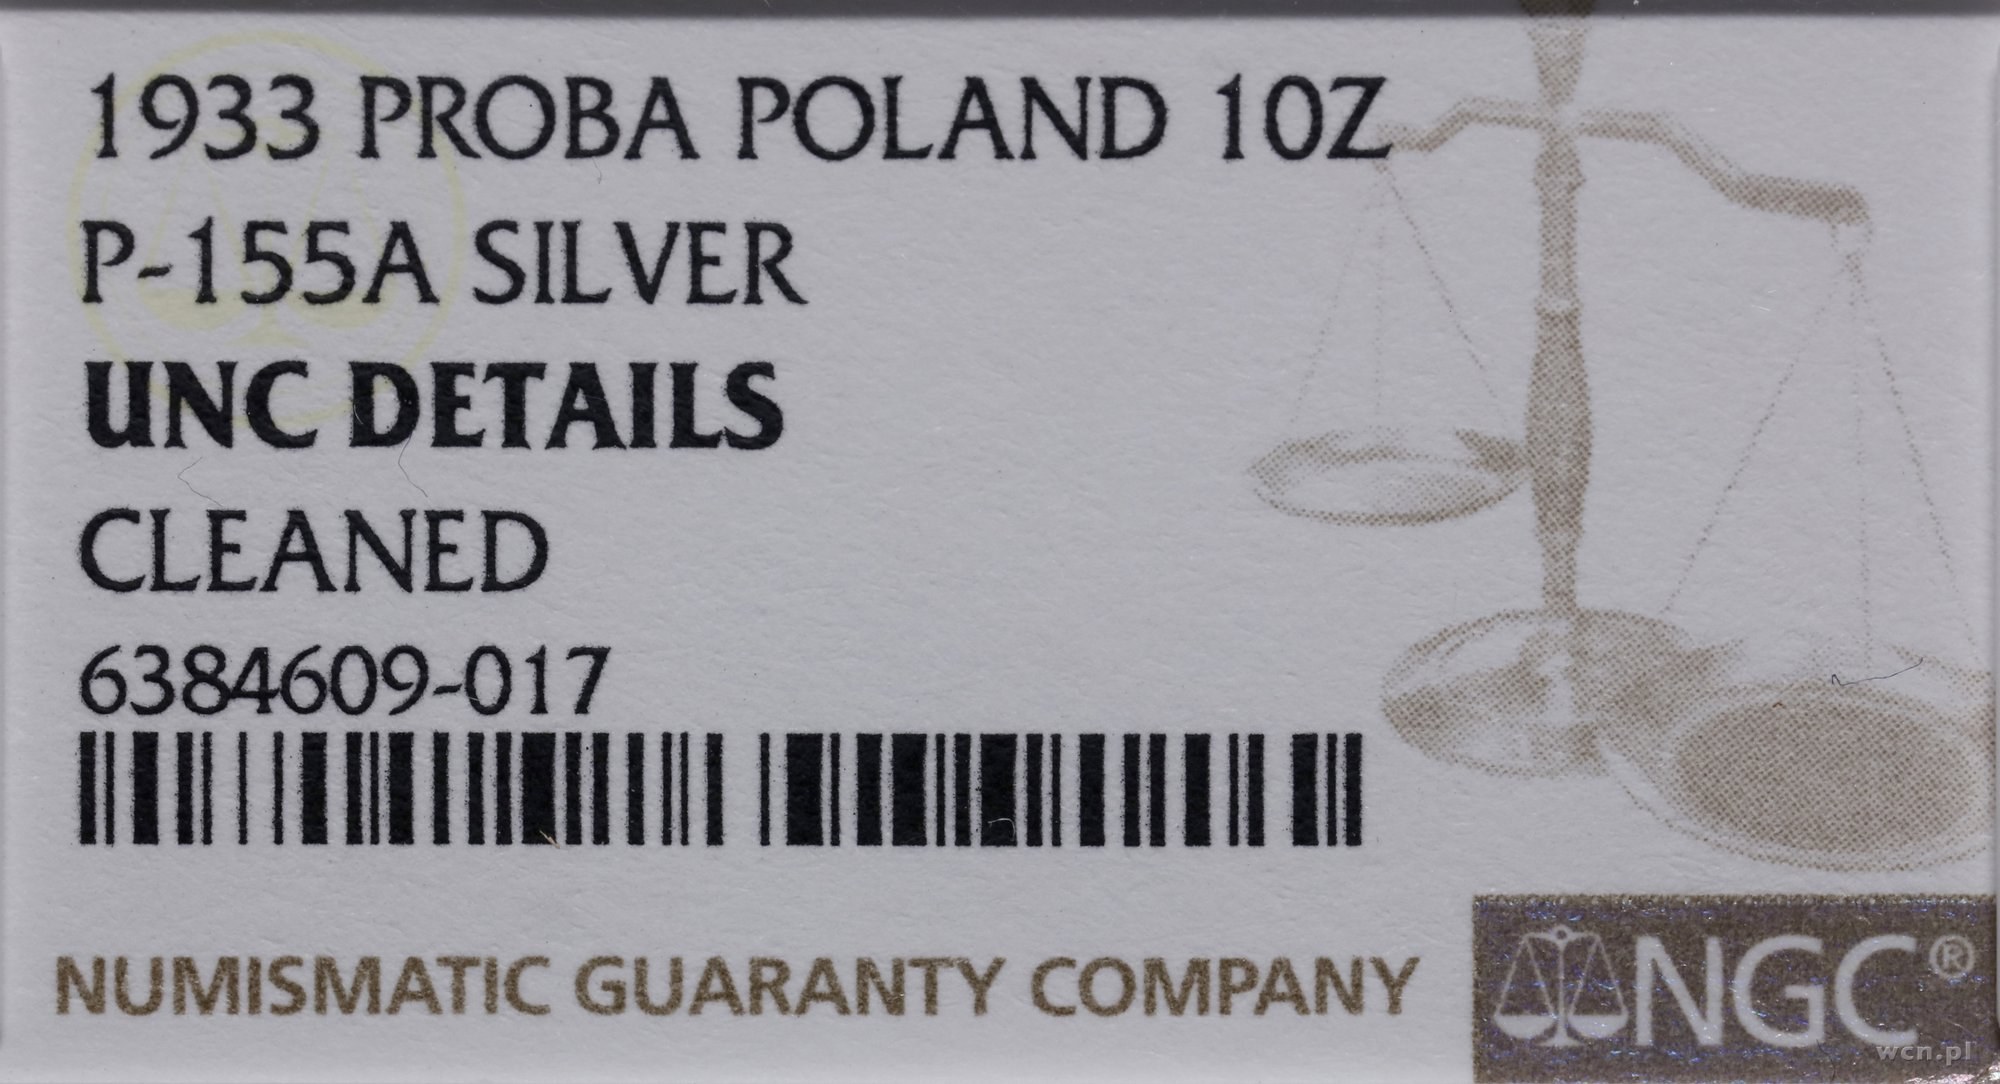 1933 PROBA POLAND 10Z
P-155A SILVER
UNC DETAILS
CLEANED
6384609-017
NUMISMATIC GUARANTY COMPANY
NGC®
wcn.pl